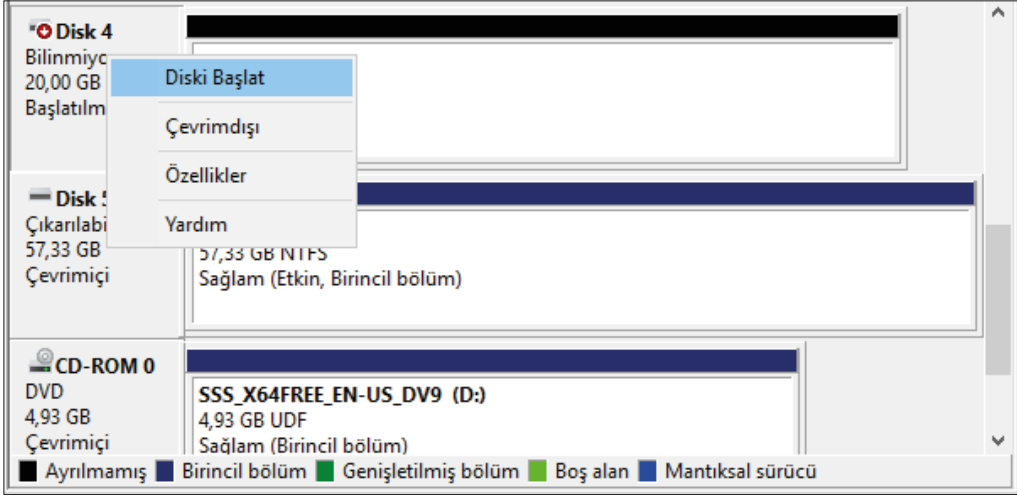 Disk 4
Bilinmiyo
20,00 GB
Başlatılm
Diski Başlat
Çevrimdışı
Özellikler
Yardım
Disk
Çıkarılabi
57,33 GB
Çevrimiçi
57,33 GB NTFS
Sağlam (Etkin, Birincil bölüm)
CD-ROM 0
DVD
4,93 GB
Çevrimiçi
SSS_X64FREE_EN-US_DV9 (D:)
4,93 GB UDF
Sağlam (Birincil bölüm)
Ayrılmamış Birincil bölüm Genişletilmiş bölüm Boş alan Mantıksal sürücü